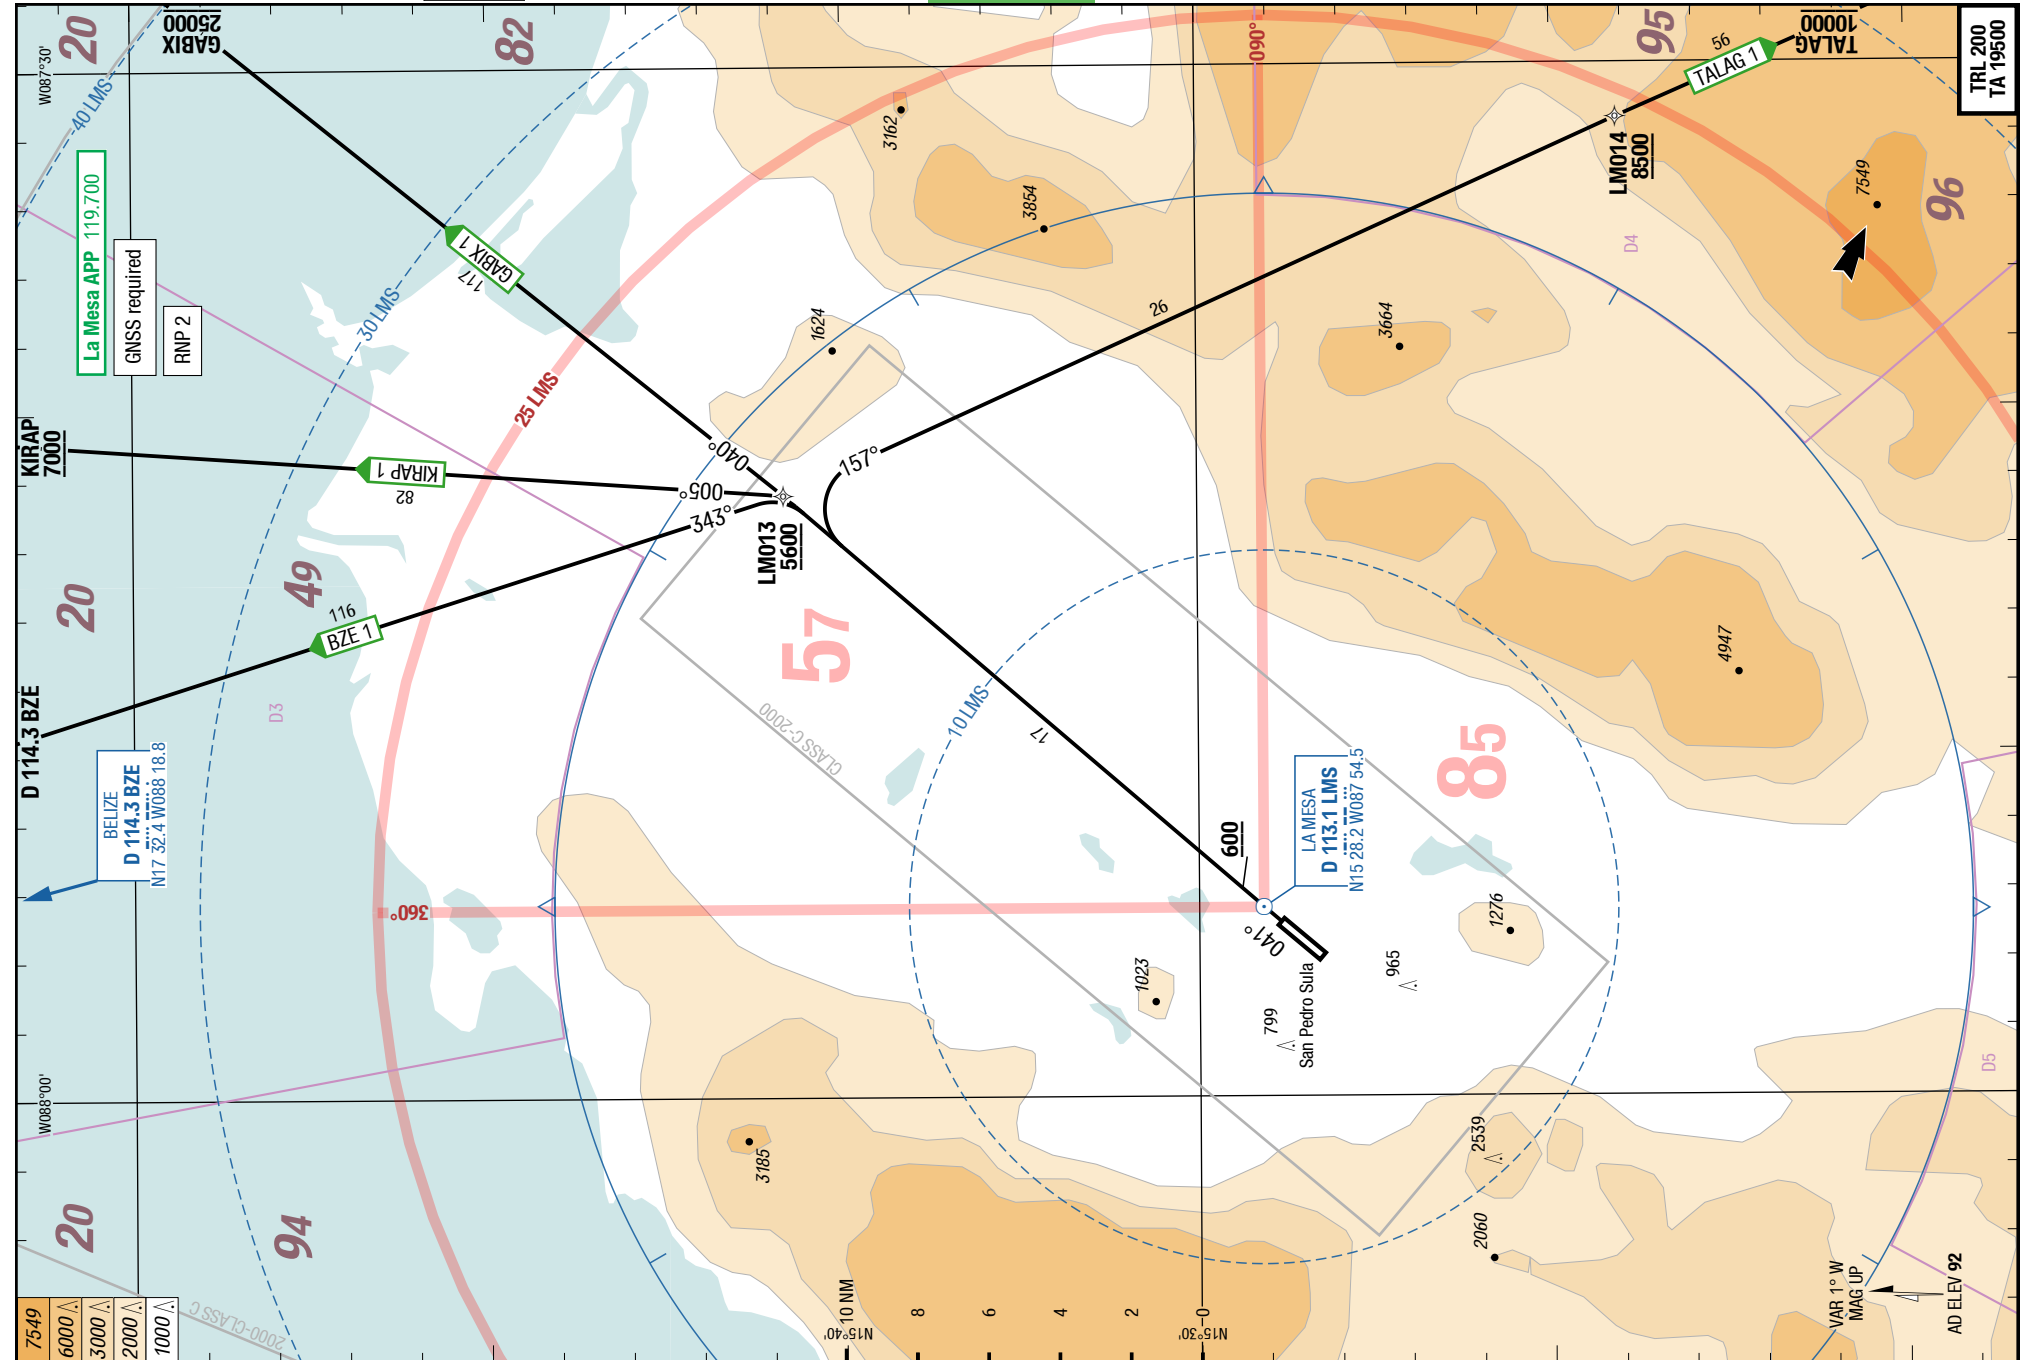 20
W087°30'
40 LMS
GABIX
25000
82
95
TALAG
10000
56
TALAG 1
TRL 200
TA 19500
La Mesa APP 119.700
GNSS required
RNP 2
30 LMS
GABIX 1
117
3162
3854
090°
LM014
8500
7549
96
D4
25 LMS
1624
26
3664
KIRAP
7000
KIRAP 1
82
040°
005°
343°
157°
LM013
5600
20
49
116
BZE 1
57
D3
CLASS C-2000
10 LMS
17
4947
85
D 114.3 BZE
BELIZE
D 114.3 BZE
N17 32.4 W088 18.8
600
LA MESA
D 113.1 LMS
N15 28.2 W087 54.5
360°
041°
1276
1023
965
799
San Pedro Sula
W088°00'
3185
2539
2060
D5
20
94
2000-CLASS C
7549
6000
3000
2000
1000
10 NM
8
6
4
2
0
N15°40'
N15°30'
VAR 1° W
MAG UP
AD ELEV 92